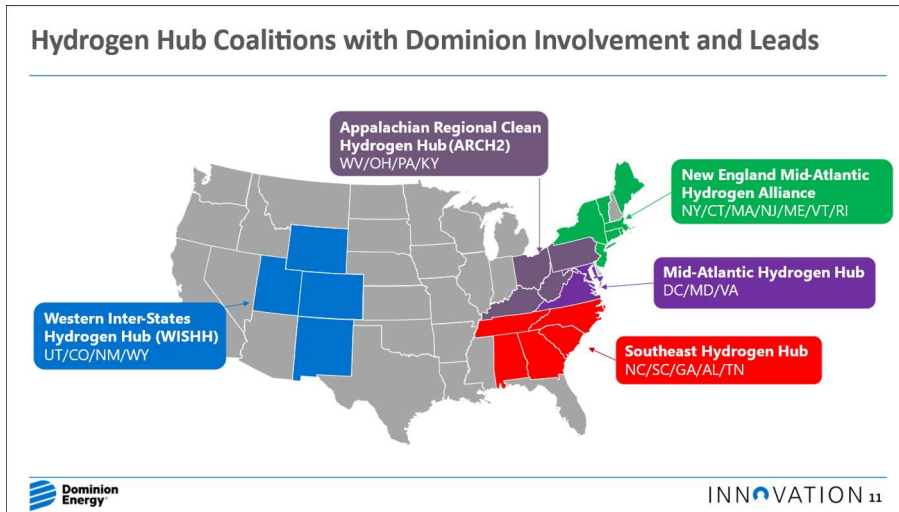 Hydrogen Hub Coalitions with Dominion Involvement and Leads
Appalachian Regional Clean
Hydrogen Hub (ARCH2)
WV/OH/PA/KY
New England Mid-Atlantic
Hydrogen Alliance
NY/CT/MA/NJ/ME/VT/RI
Mid-Atlantic Hydrogen Hub
DC/MD/VA
Western Inter-States
Hydrogen Hub (WISHH)
UT/CO/NM/WY
Southeast Hydrogen Hub
NC/SC/GA/AL/TN
Dominion
Energy®
INNOVATION 11